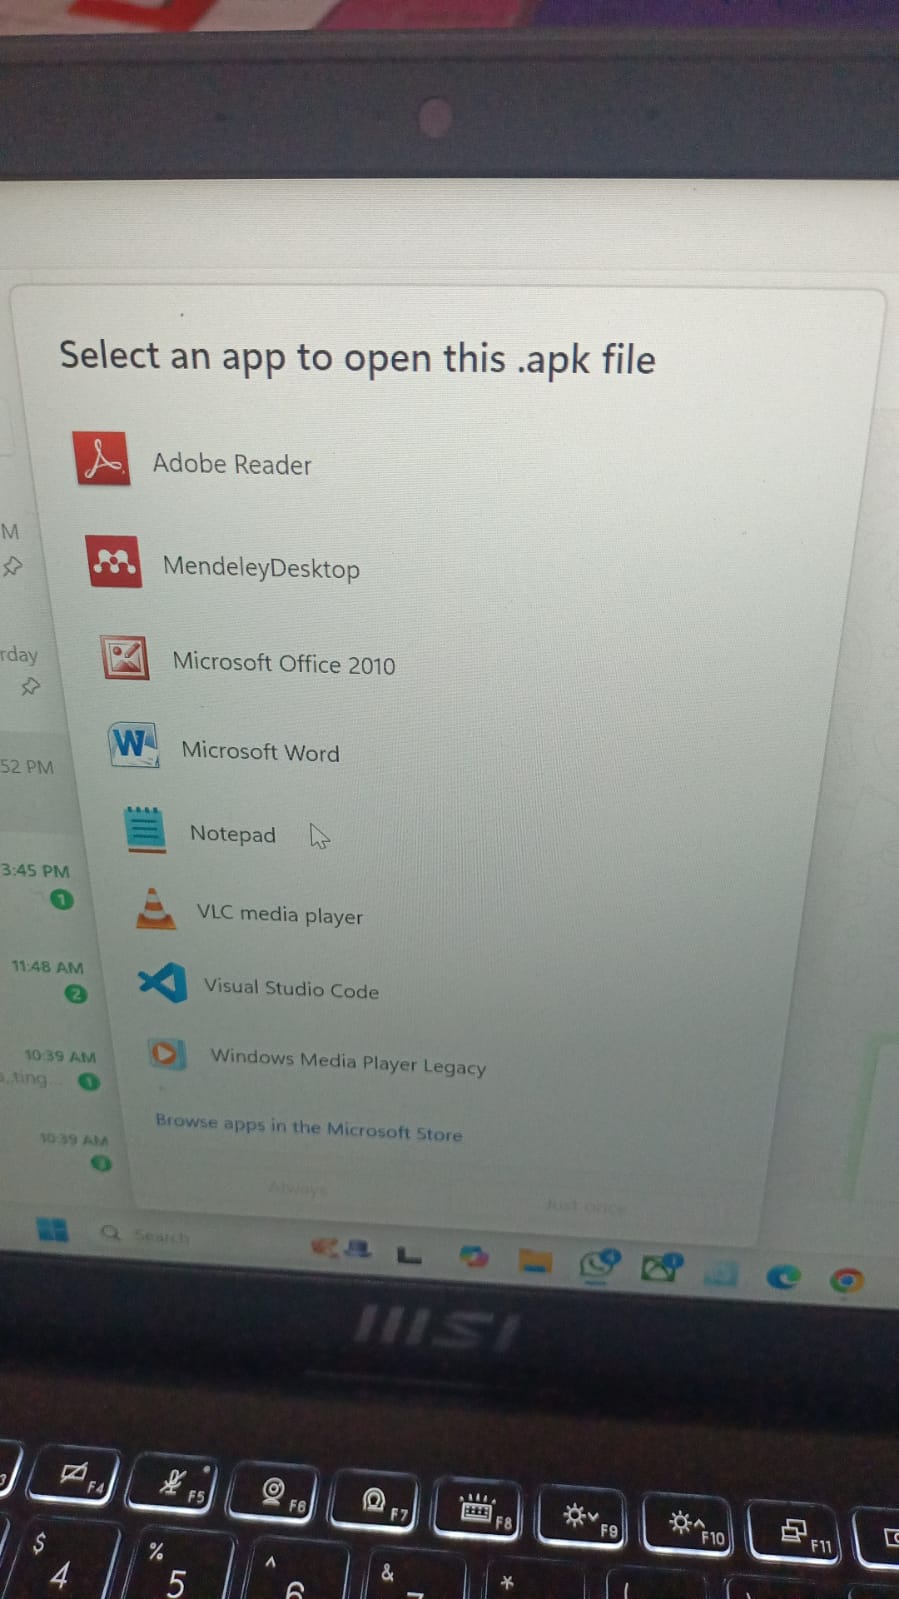 Select an app to open this .apk file
Adobe Reader
MendeleyDesktop
M
Microsoft Office 2010
rday
Microsoft Word
52 PM
Notepad
3:45 PM
1
VLC media player
11:48 AM
2
Visual Studio Code
10:39 AM
ting...
1
Windows Media Player Legacy
Browse apps in the Microsoft Store
10:39 AM
3
Always
Just once
Search
msi
F4
F5
F6
F7
F8
F9
F10
F11
$
4
%
5
^
6
&
*
(